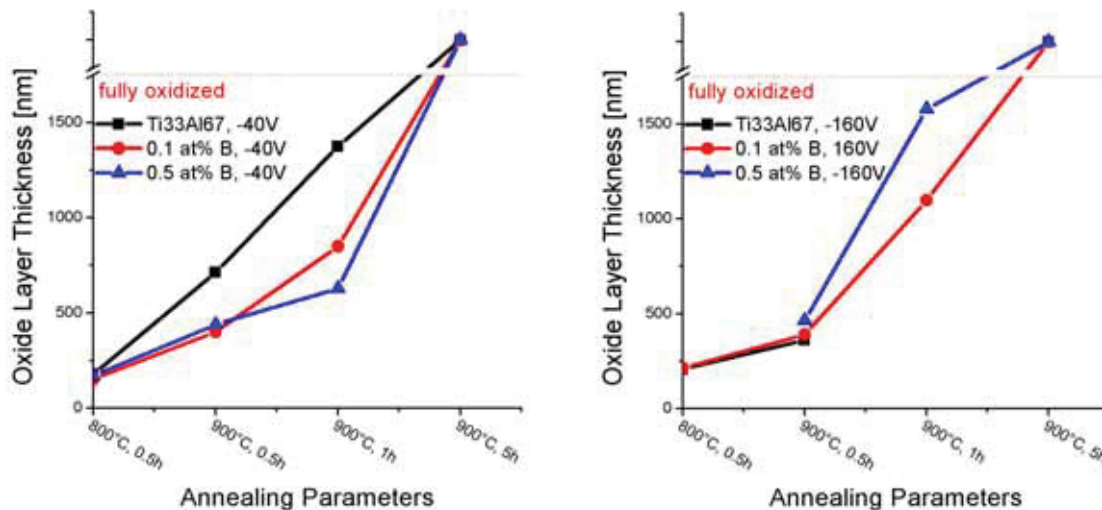 Oxide Layer Thickness [nm]
fully oxidized
1500
1000
500
0
Ti33Al67, -40V
0.1 at% B, -40V
0.5 at% B, -40V
800°C, 0.5h
900°C, 0.5h
900°C, 1h
900°C, 5h
Annealing Parameters
Oxide Layer Thickness [nm]
fully oxidized
1500
1000
500
0
Ti33Al67, -160V
0.1 at% B, 160V
0.5 at% B, -160V
800°C, 0.5h
900°C, 0.5h
900°C, 1h
900°C, 5h
Annealing Parameters